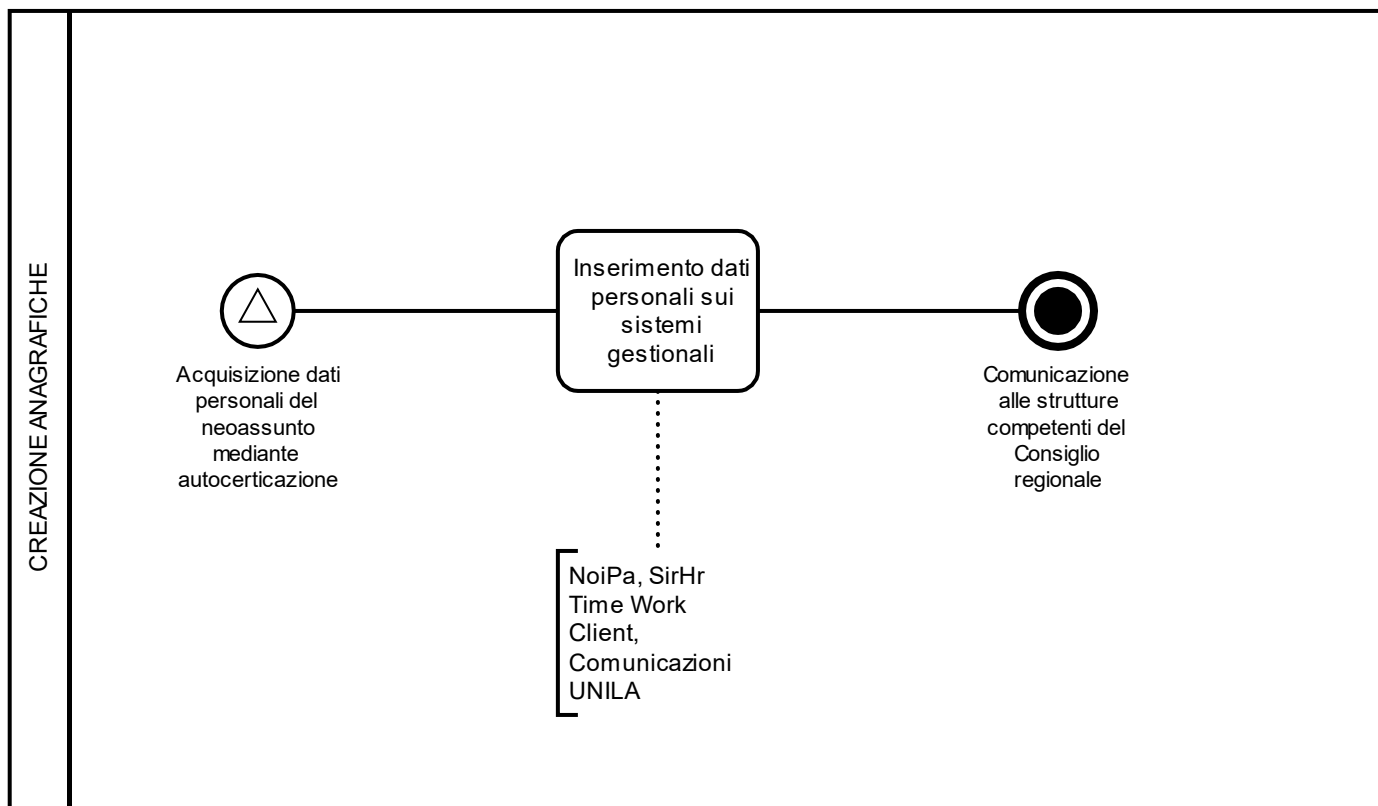 CREAZIONE ANAGRAFICHE
Inserimento dati
personali sui
sistemi
gestionali
Acquisizione dati
personali del
neoassunto
mediante
autocerticazione
Comunicazione
alle strutture
competenti del
Consiglio
regionale
NoiPa, SirHr
Time Work
Client,
Comunicazioni
UNILA